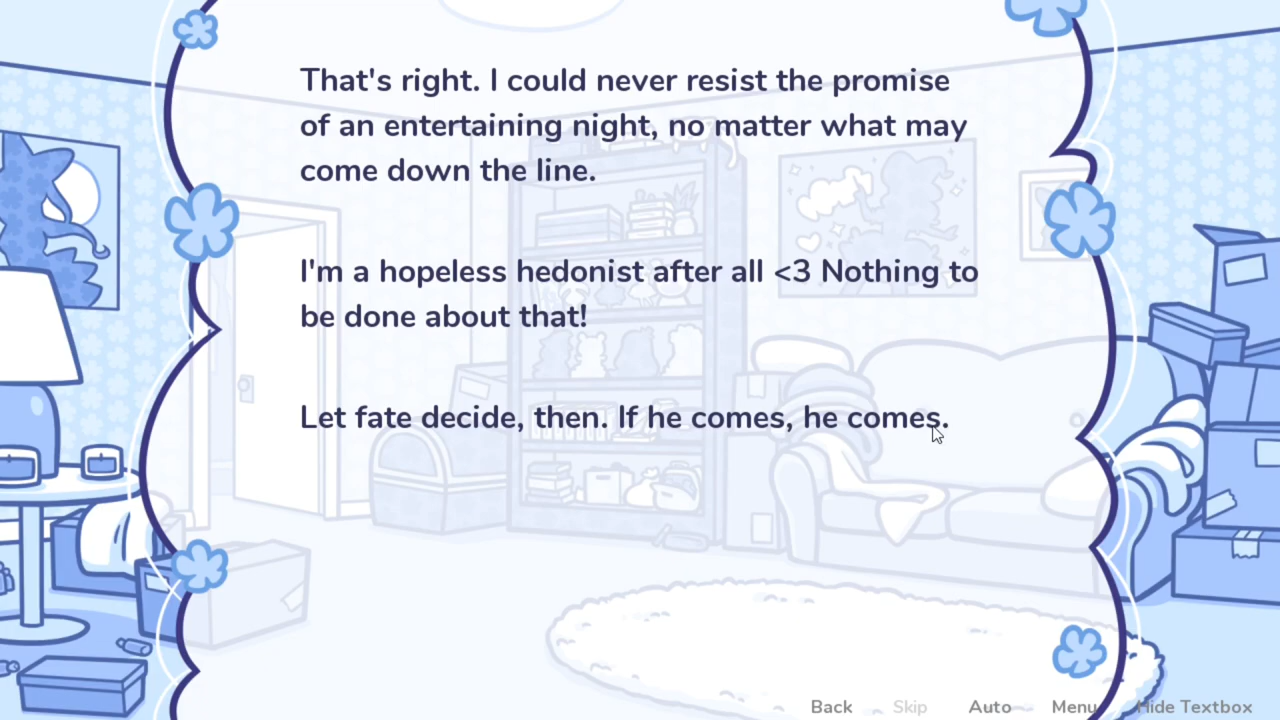 That's right. I could never resist the promise
of an entertaining night, no matter what may
come down the line.
I'm a hopeless hedonist after all <3 Nothing to
be done about that!
Let fate decide, then. If he comes, he comes.
Back Skip Auto Menu Hide Textbox